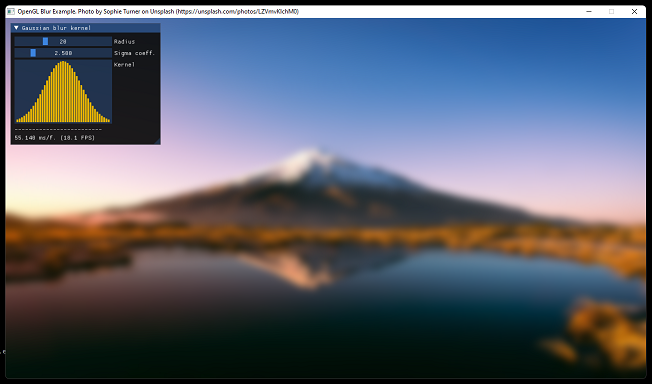 OpenGL Blur Example. Photo by Sophie Turner on Unsplash (https://unsplash.com/photos/LZVmvKlchM0)
Gaussian blur kernel
20 Radius
2.500 Sigma coeff.
Kernel
-------------------------
55.140 ms/f. (18.1 FPS)